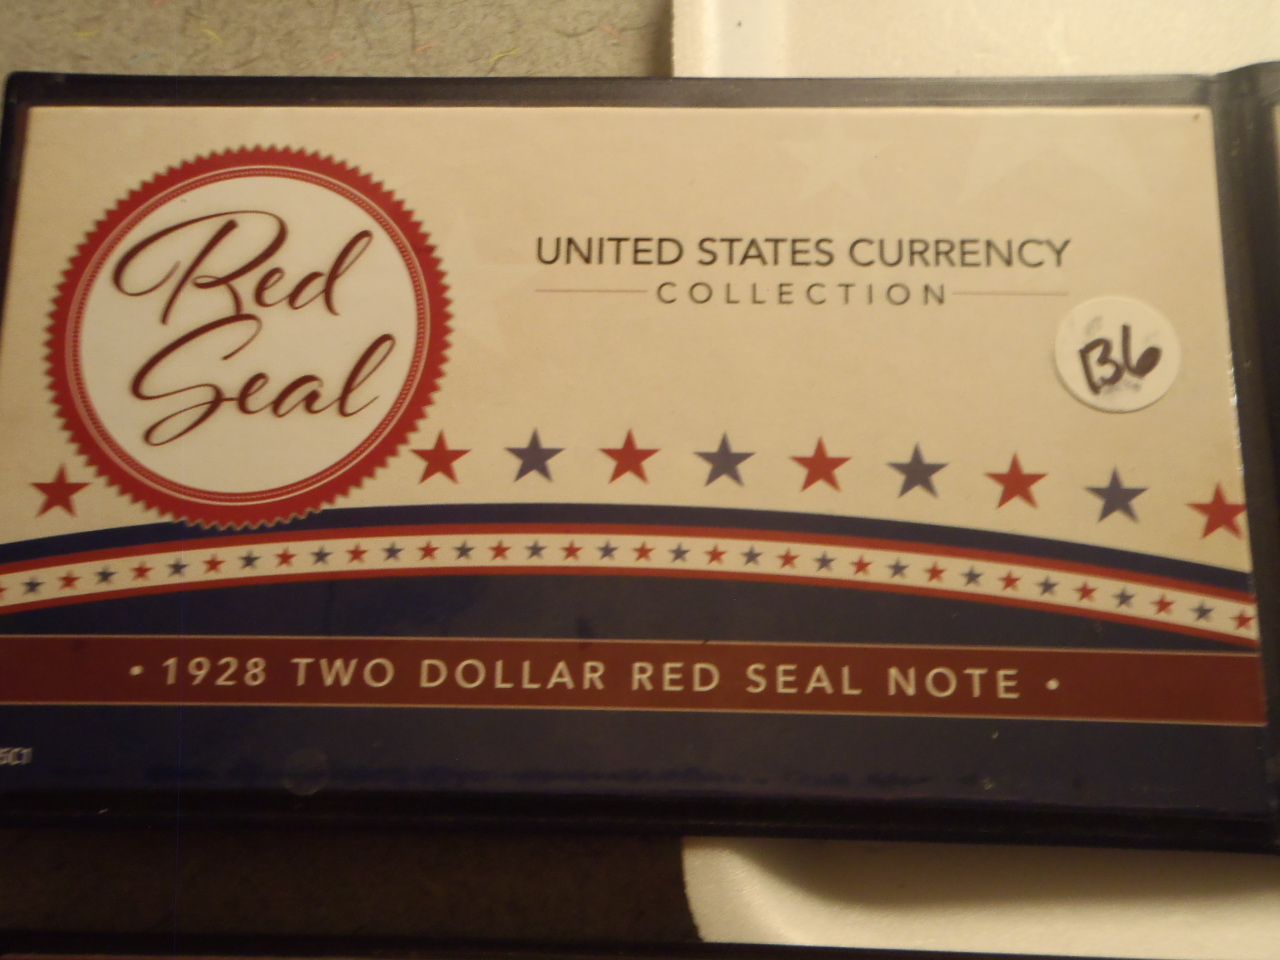 Red
Seal
UNITED STATES CURRENCY
COLLECTION
B6
• 1928 TWO DOLLAR RED SEAL NOTE •